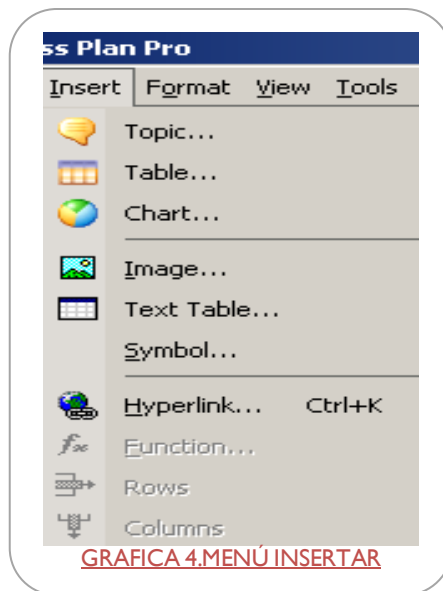 ss Plan Pro
Insert Format View Tools
Topic...
Table...
Chart...
Image...
Text Table...
Symbol...
Hyperlink... Ctrl+K
Function...
Rows
Columns
GRAFICA 4.MENÚ INSERTAR